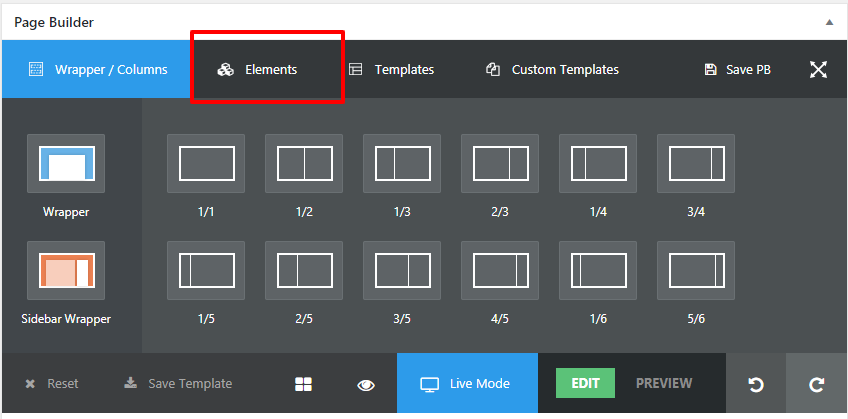 Page Builder
Wrapper / Columns Elements Templates Custom Templates Save PB
Wrapper 1/1 1/2 1/3 2/3 1/4 3/4
Sidebar Wrapper 1/5 2/5 3/5 4/5 1/6 5/6
Reset Save Template Live Mode EDIT PREVIEW